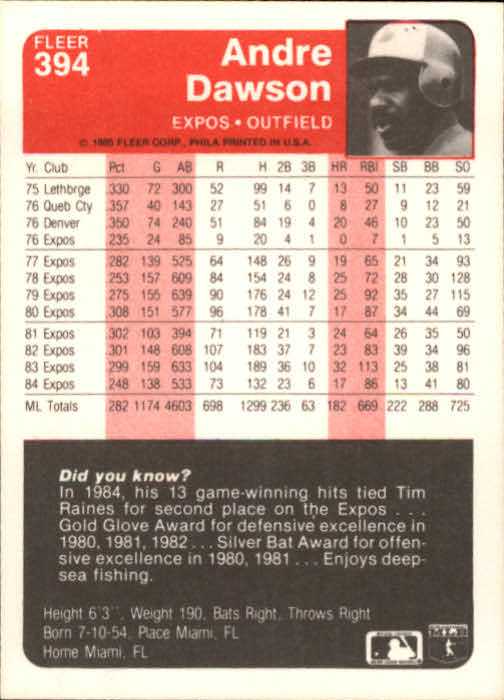 FLEER
394
Andre
Dawson
EXPOS • OUTFIELD
© 1985 FLEER CORP., PHILA PRINTED IN U.S.A.
Yr. Club Pct G AB R H 2B 3B HR RBI SB BB SO
75 Lethbrge .330 72 300 52 99 14 7 13 50 11 23 59
76 Queb Cty .357 40 143 27 51 6 0 8 27 9 12 21
76 Denver .350 74 240 51 84 19 4 20 46 10 23 50
76 Expos .235 24 85 9 20 4 1 0 7 1 5 13
77 Expos .282 139 525 64 148 26 9 19 65 21 34 93
78 Expos .253 157 609 84 154 24 8 25 72 28 30 128
79 Expos .275 155 639 90 176 24 12 25 92 35 27 115
80 Expos .308 151 577 96 178 41 7 17 87 34 44 69
81 Expos .302 103 394 71 119 21 3 24 64 26 35 50
82 Expos .301 148 608 107 183 37 7 23 83 39 34 96
83 Expos .299 159 633 104 189 36 10 32 113 25 38 81
84 Expos .248 138 533 73 132 23 6 17 86 13 41 80
ML Totals .282 1174 4603 698 1299 236 63 182 669 222 288 725
Did you know?
In 1984, his 13 game-winning hits tied Tim
Raines for second place on the Expos . . .
Gold Glove Award for defensive excellence in
1980, 1981, 1982 . . . Silver Bat Award for offen-
sive excellence in 1980, 1981 . . . Enjoys deep-
sea fishing.
Height 6'3", Weight 190, Bats Right, Throws Right
Born 7-10-54, Place Miami, FL
Home Miami, FL